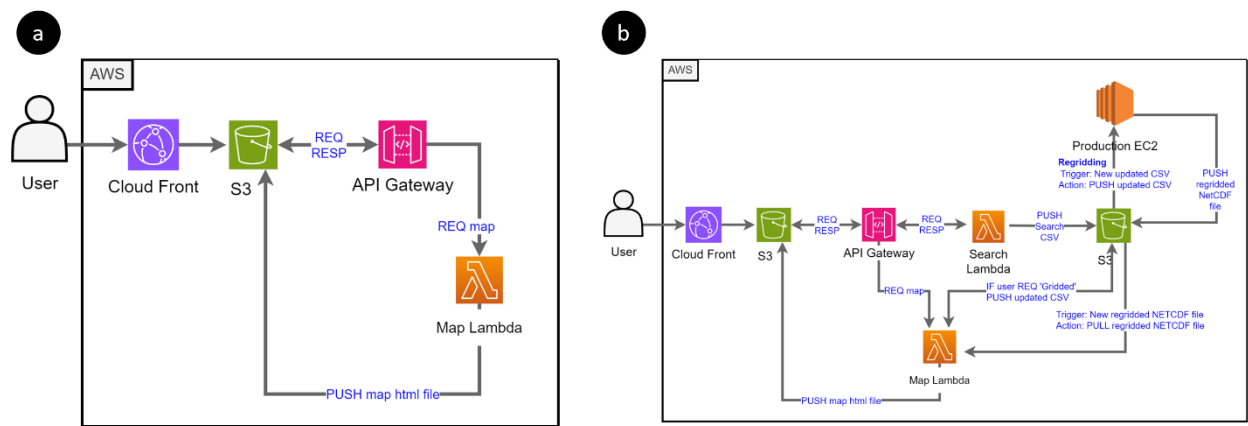 a
AWS
User
Cloud Front
S3
REQ
RESP
API Gateway
REQ map
Map Lambda
PUSH map html file
b
AWS
Production EC2
Regridding
Trigger: New updated CSV
Action: PUSH updated CSV
PUSH
regridded
NetCDF
file
User
Cloud Front
S3
REQ
RESP
API Gateway
REQ
RESP
Search
Lambda
PUSH
Search
CSV
S3
REQ map
IF user REQ 'Gridded'
PUSH updated CSV
Trigger: New regridded NETCDF file
Action: PULL regridded NETCDF file
Map Lambda
PUSH map html file